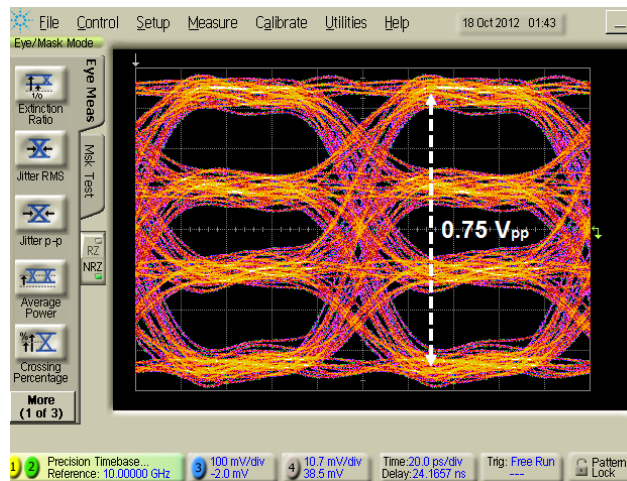 File Control Setup Measure Calibrate Utilities Help 18 Oct 2012 01:43
Eye/Mask Mode
Extinction
Ratio
Jitter RMS
Jitter p-p
Average
Power
Crossing
Percentage
More
(1 of 3)
Eye Meas
Msk Test
RZ
NRZ
0.75 Vpp
1 2 Precision Timebase...
Reference: 10.00000 GHz
3 100 mV/div
-2.0 mV
4 10.7 mV/div
38.5 mV
Time:20.0 ps/div
Delay:24.1657 ns
Trig: Free Run
---
Pattern
Lock